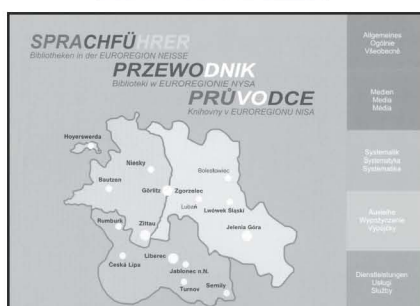 SPRACHFÜHRER
Bibliotheken in der EUROREGION NEISSE
PRZEWODNIK
Biblioteki w EUROREGIONIE NYSA
PRŮVODCE
Knihovny v EUROREGIONU NISA
Hoyerswerda
Niesky
Bautzen
Görlitz
Zgorzelec
Bolesławiec
Lubań
Lwówek Śląski
Rumburk
Zittau
Jelenia Góra
Česká Lipa
Liberec
Jablonec n.N.
Turnov
Semily
Allgemeines
Ogólnie
Všeobecně
Medien
Media
Média
Systematik
Systematyka
Systematika
Ausleihe
Wypożyczenie
Výpůjčky
Dienstleistungen
Usługi
Služby